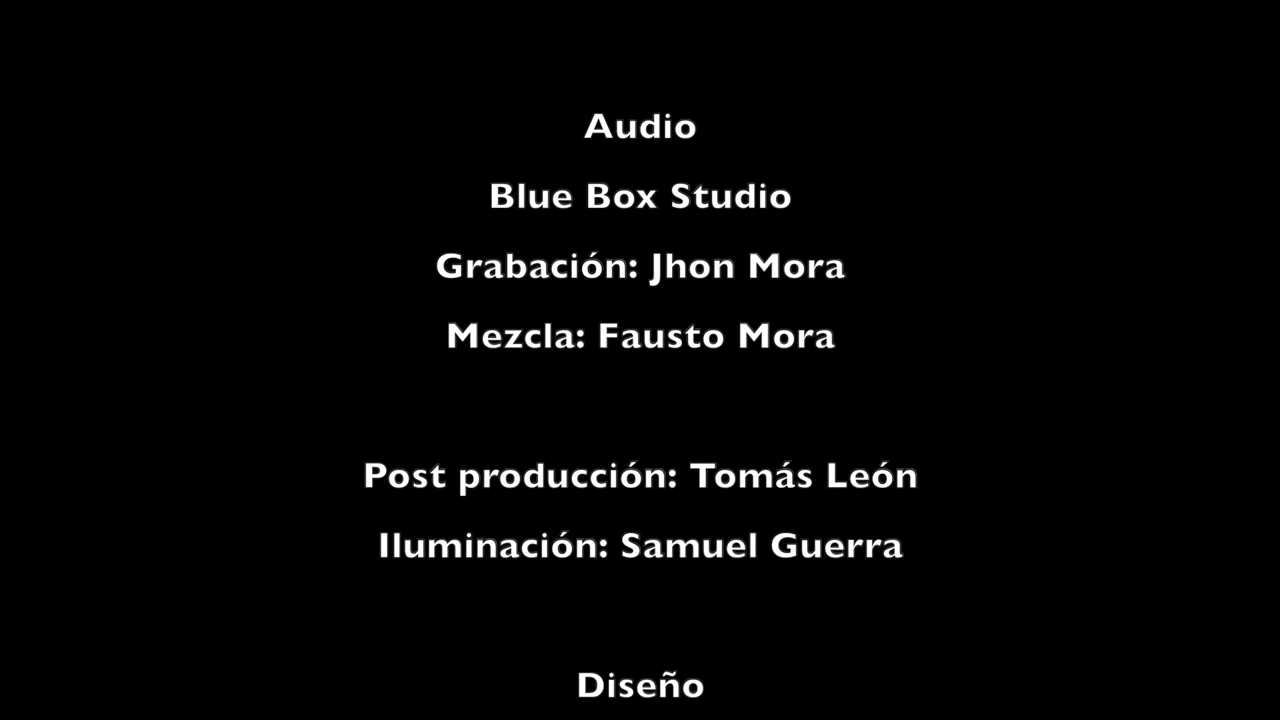 Audio
Blue Box Studio
Grabación: Jhon Mora
Mezcla: Fausto Mora
Post producción: Tomás León
Iluminación: Samuel Guerra
Diseño